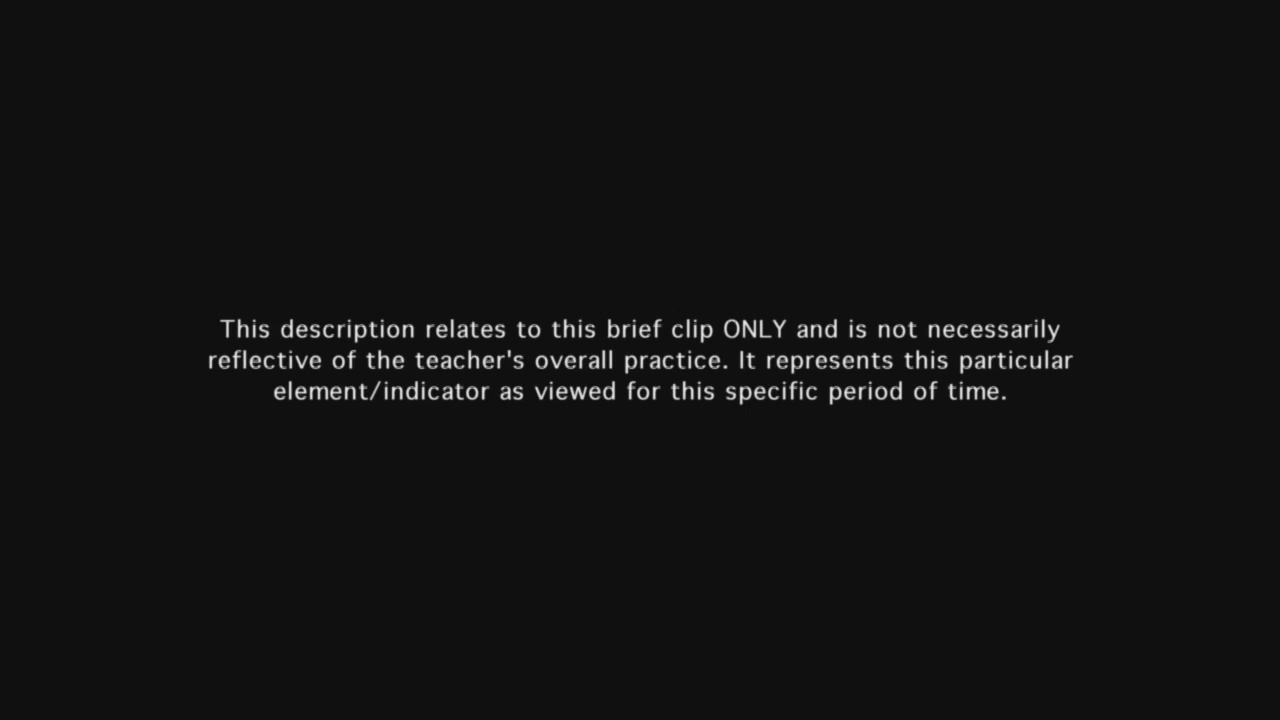 This description relates to this brief clip ONLY and is not necessarily
reflective of the teacher's overall practice. It represents this particular
element/indicator as viewed for this specific period of time.